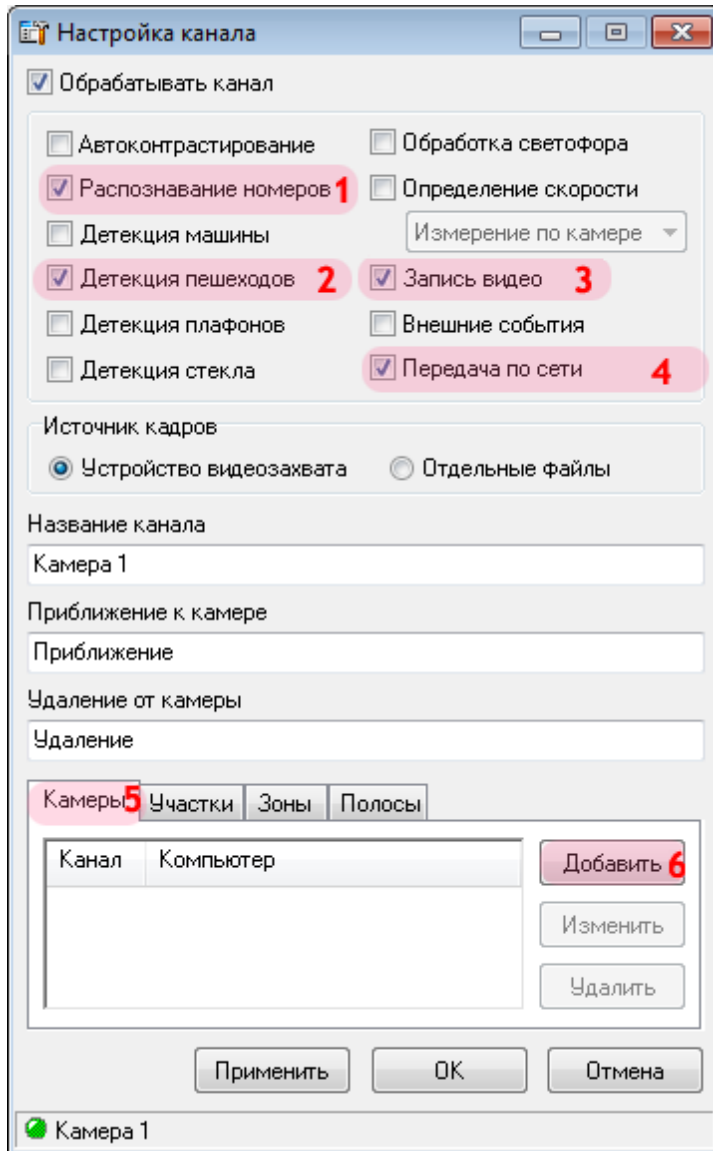 Настройка канала
Обрабатывать канал
Автоконтрастирование
Обработка светофора
Распознавание номеров 1
Определение скорости
Детекция машины
Измерение по камере
Детекция пешеходов 2
Запись видео 3
Детекция плафонов
Внешние события
Детекция стекла
Передача по сети 4
Источник кадров
Устройство видеозахвата
Отдельные файлы
Название канала
Камера 1
Приближение к камере
Приближение
Удаление от камеры
Удаление
Камеры 5 Участки Зоны Полосы
Канал Компьютер
Добавить 6
Изменить
Удалить
Применить OK Отмена
Камера 1